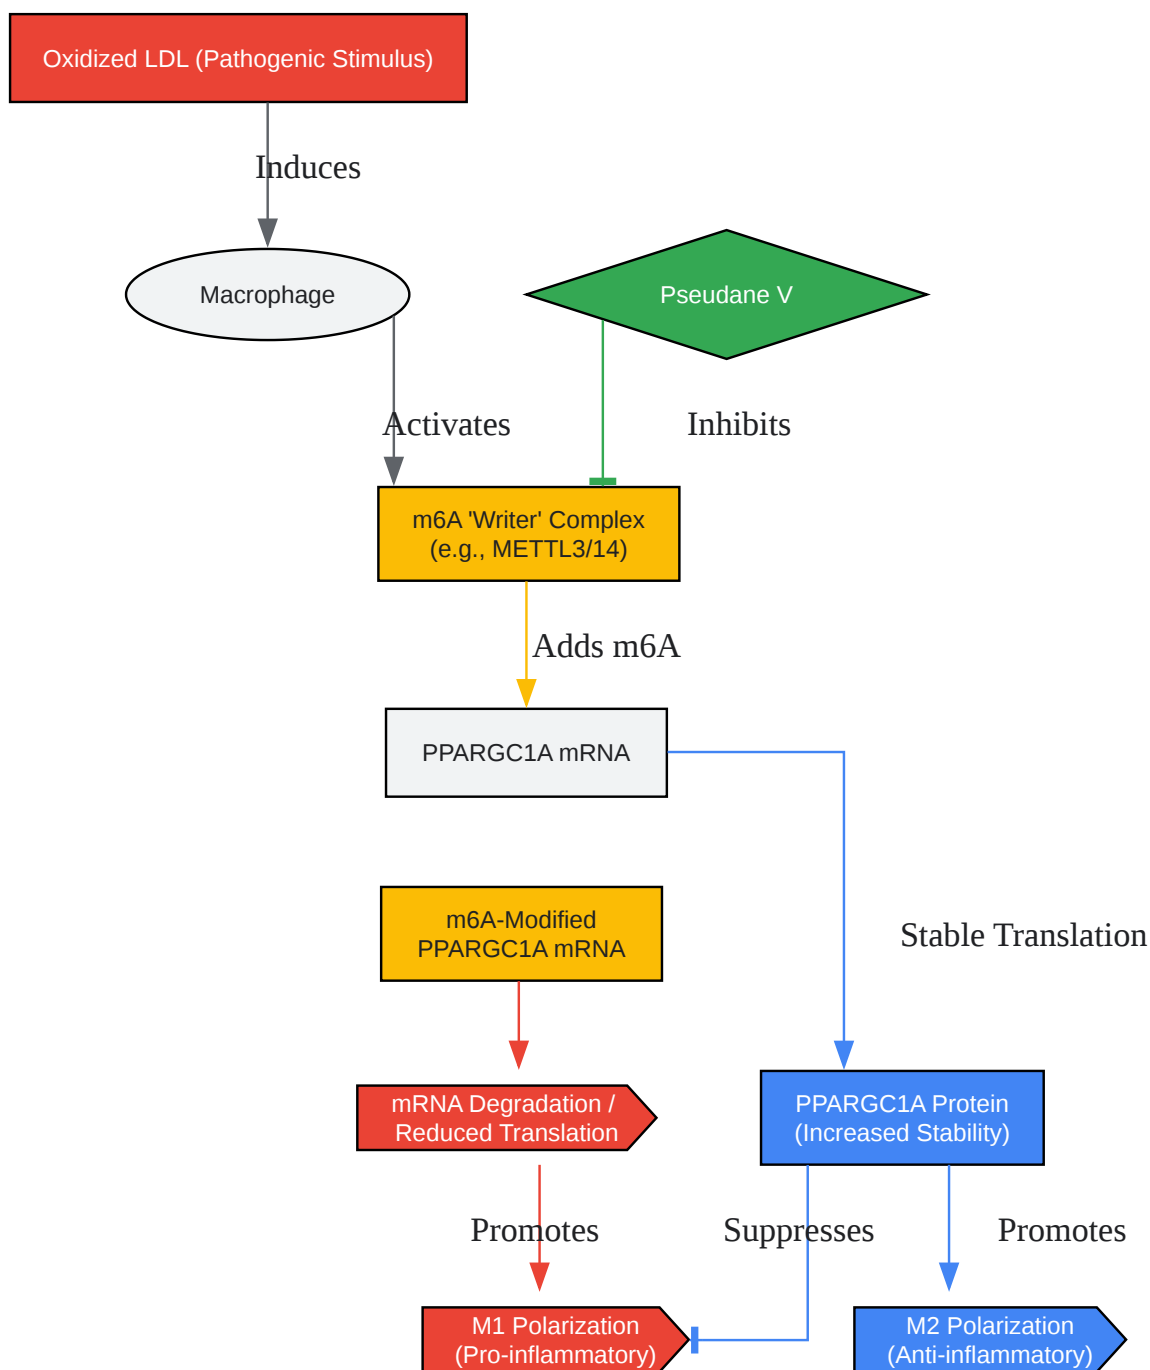 Oxidized LDL (Pathogenic Stimulus)
Induces
Macrophage
Pseudane V
Activates
Inhibits
m6A 'Writer' Complex
(e.g., METTL3/14)
Adds m6A
PPARGC1A mRNA
m6A-Modified
PPARGC1A mRNA
Stable Translation
mRNA Degradation /
Reduced Translation
PPARGC1A Protein
(Increased Stability)
Promotes
Suppresses
Promotes
M1 Polarization
(Pro-inflammatory)
M2 Polarization
(Anti-inflammatory)